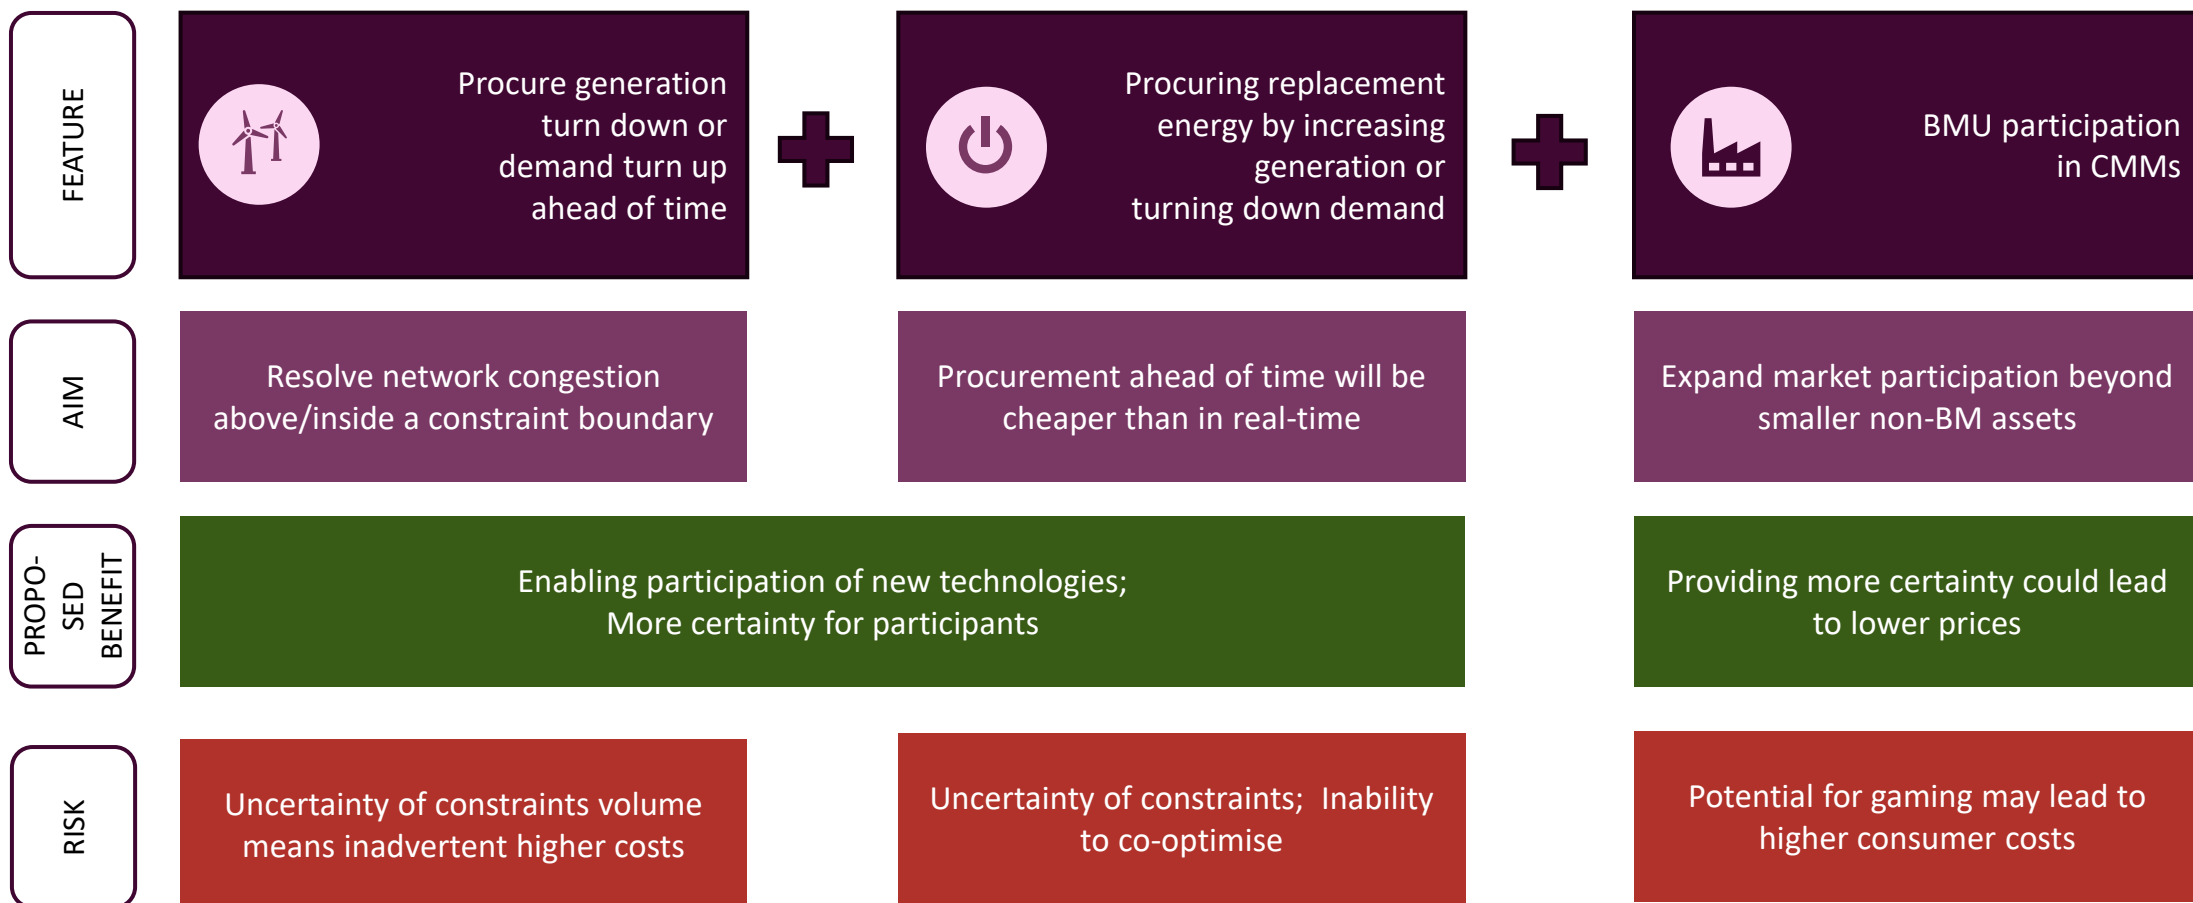 FEATURE
Procure generation
turn down or
demand turn up
ahead of time
Procuring replacement
energy by increasing
generation or
turning down demand
BMU participation
in CMMs
AIM
Resolve network congestion
above/inside a constraint boundary
Procurement ahead of time will be
cheaper than in real-time
Expand market participation beyond
smaller non-BM assets
PROPO-
SED
BENEFIT
Enabling participation of new technologies;
More certainty for participants
Providing more certainty could lead
to lower prices
RISK
Uncertainty of constraints volume
means inadvertent higher costs
Uncertainty of constraints; Inability
to co-optimise
Potential for gaming may lead to
higher consumer costs